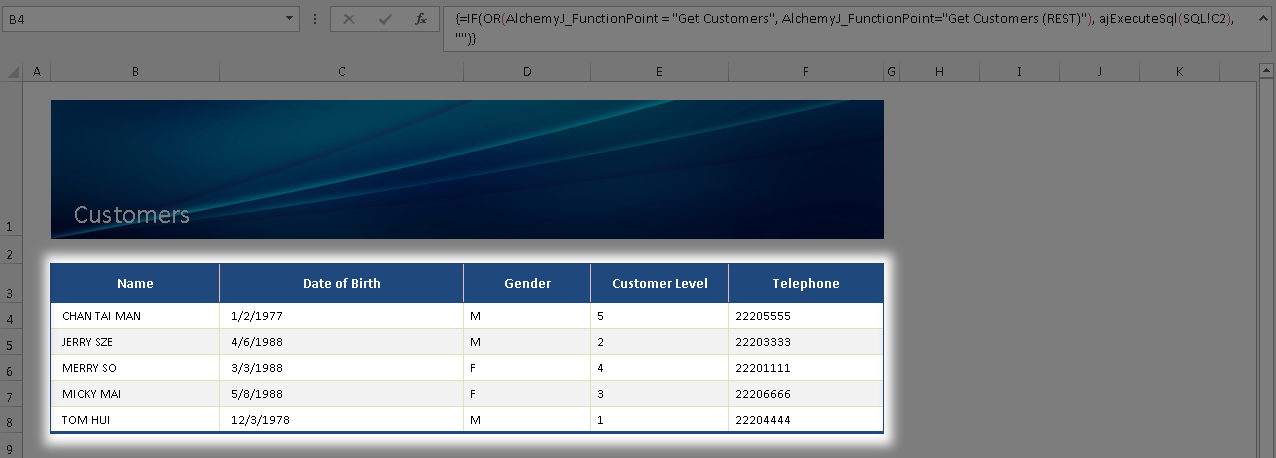 B4 fx {=IF(OR(AlchemyJ_FunctionPoint = "Get Customers", AlchemyJ_FunctionPoint="Get Customers (REST)"), ajExecuteSql(SQL!C2),
"")}
A B C D E F G H I J K
Customers
1
2
3 Name Date of Birth Gender Customer Level Telephone
4 CHAN TAI MAN 1/2/1977 M 5 22205555
5 JERRY SZE 4/6/1988 M 2 22203333
6 MERRY SO 3/3/1988 F 4 22201111
7 MICKY MAI 5/8/1988 F 3 22206666
8 TOM HUI 12/3/1978 M 1 22204444
9